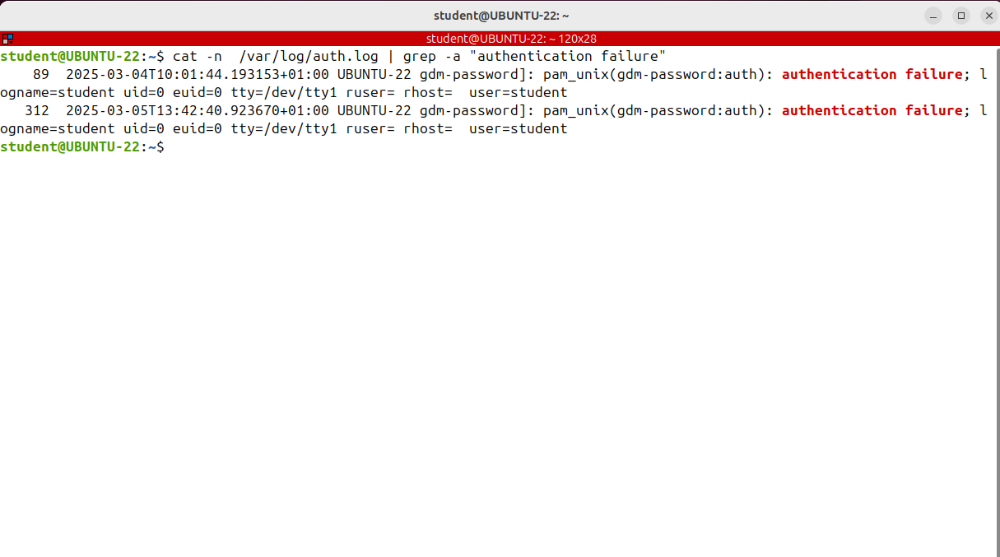 student@UBUNTU-22: ~
student@UBUNTU-22: ~ 120x28
student@UBUNTU-22:~$ cat -n  /var/log/auth.log | grep -a "authentication failure"
    89  2025-03-04T10:01:44.193153+01:00 UBUNTU-22 gdm-password]: pam_unix(gdm-password:auth): authentication failure; l
ogname=student uid=0 euid=0 tty=/dev/tty1 ruser= rhost=  user=student
   312  2025-03-05T13:42:40.923670+01:00 UBUNTU-22 gdm-password]: pam_unix(gdm-password:auth): authentication failure; l
ogname=student uid=0 euid=0 tty=/dev/tty1 ruser= rhost=  user=student
student@UBUNTU-22:~$